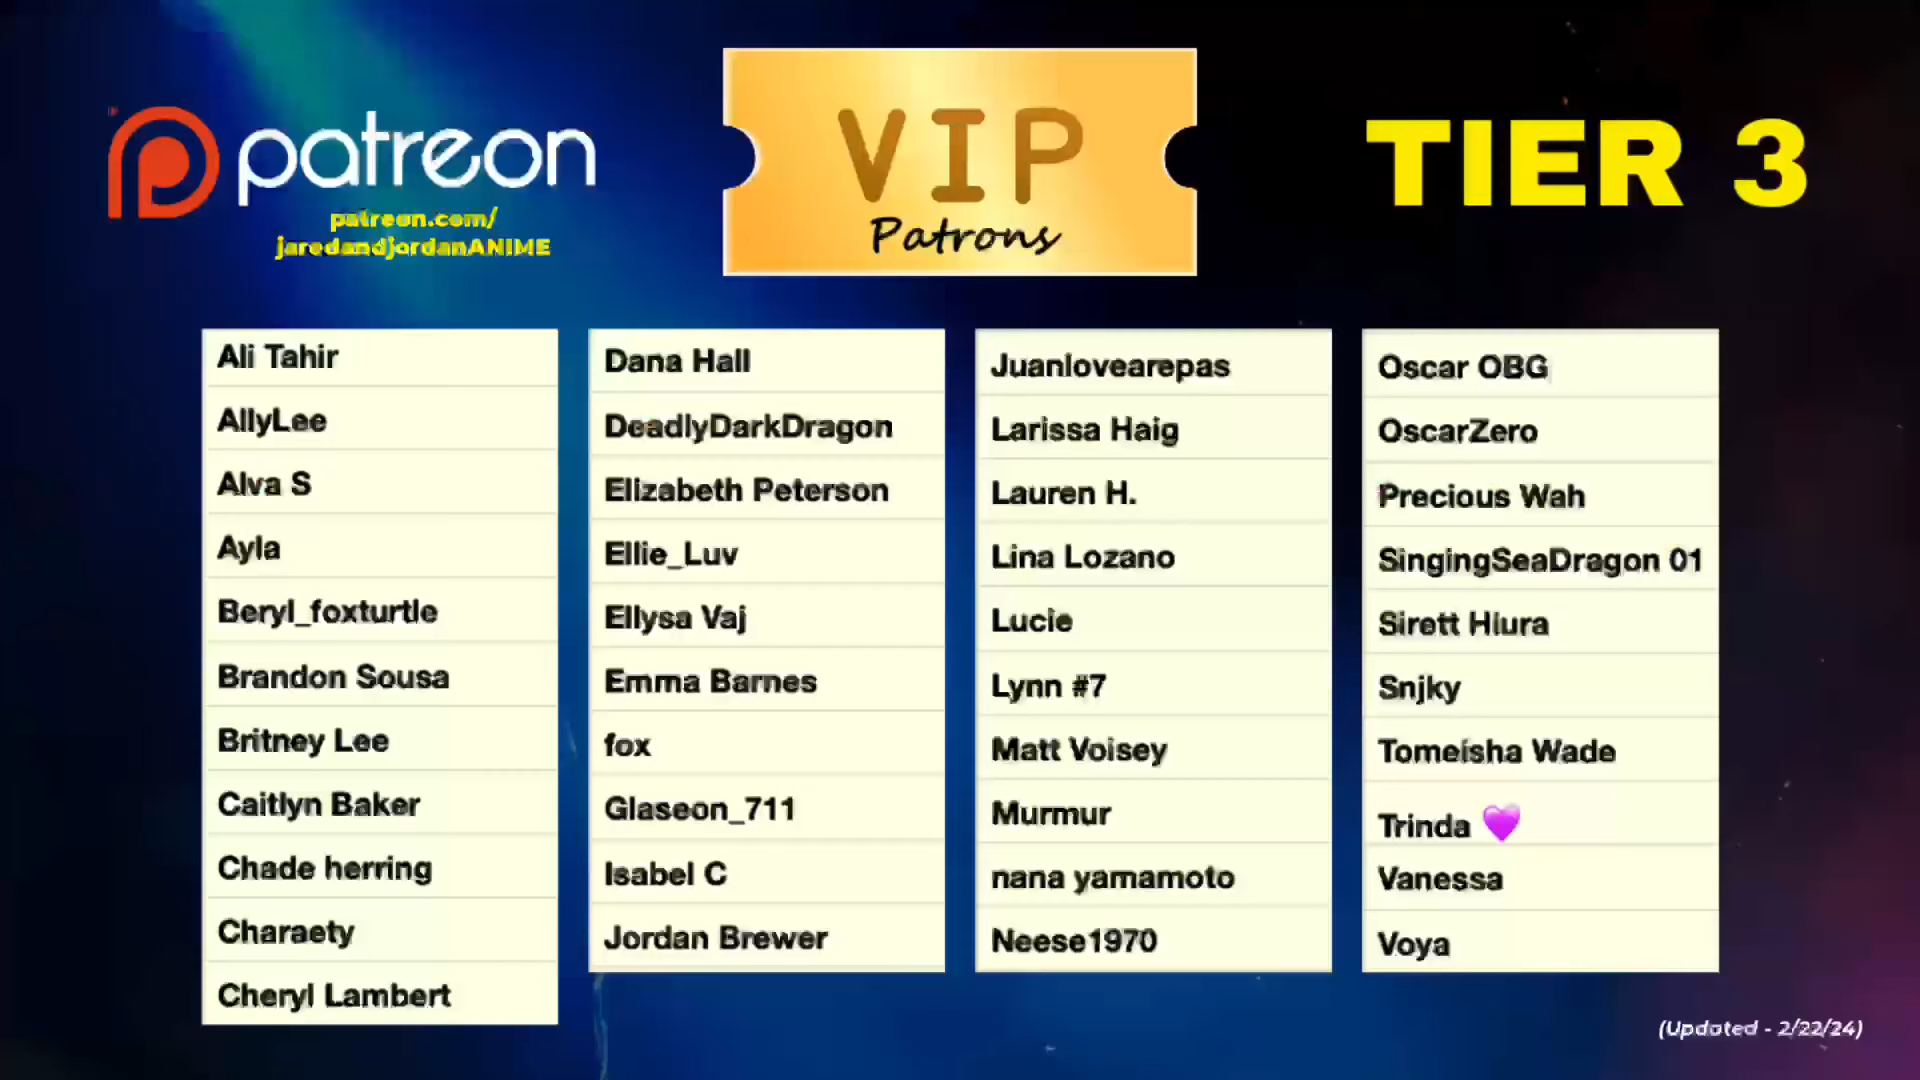 patreon
patreon.com/
jaredandjordanANIME
VIP
Patrons
TIER 3
Ali Tahir
AllyLee
Alva S
Ayla
Beryl_foxturtle
Brandon Sousa
Britney Lee
Caitlyn Baker
Chade herring
Charaety
Cheryl Lambert
Dana Hall
DeadlyDarkDragon
Elizabeth Peterson
Ellie_Luv
Ellysa Vaj
Emma Barnes
fox
Glaseon_711
Isabel C
Jordan Brewer
Juanlovearepas
Larissa Haig
Lauren H.
Lina Lozano
Lucie
Lynn #7
Matt Voisey
Murmur
nana yamamoto
Neese1970
Oscar OBG
OscarZero
Precious Wah
SingingSeaDragon 01
Sirett Hiura
Snjky
Tomeisha Wade
Trinda 💜
Vanessa
Voya
(Updated - 2/22/24)